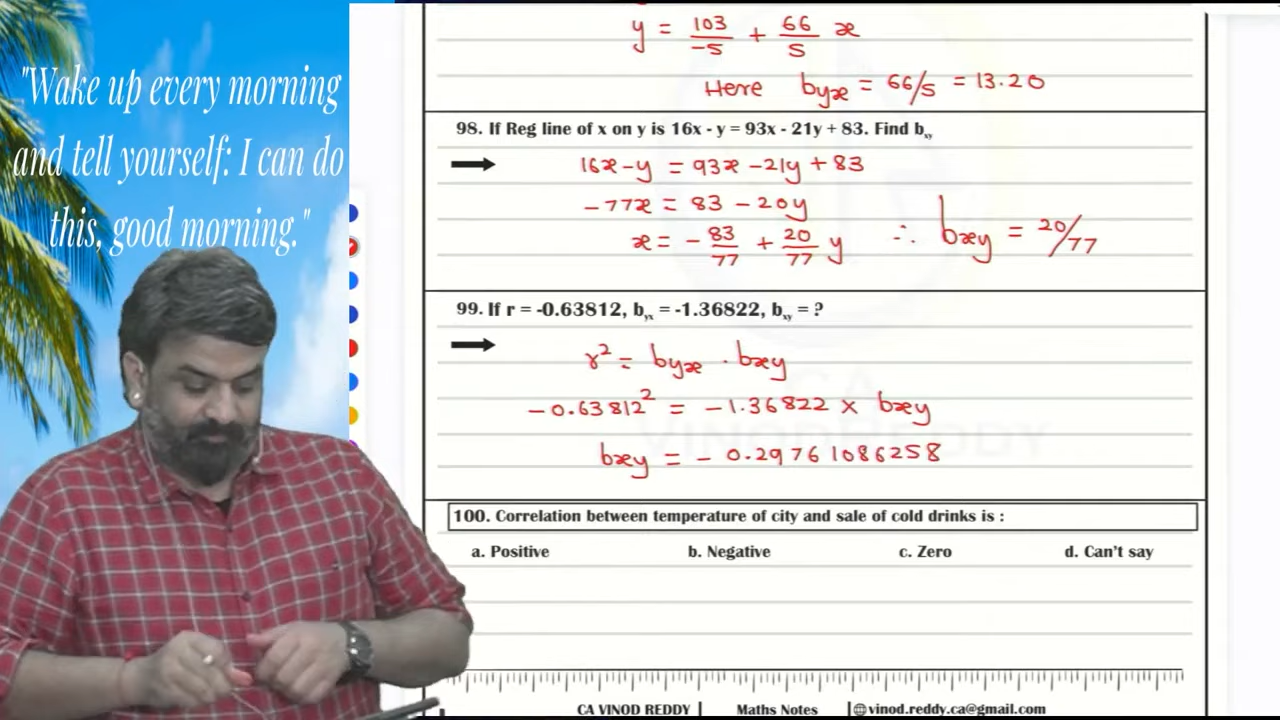 "Wake up every morning
and tell yourself: I can do
this, good morning."
y = 103/-5 + 66/5 x
Here byx = 66/5 = 13.20
98. If Reg line of x on y is 16x - y = 93x - 21y + 83. Find bxy
16x - y = 93x - 21y + 83
-77x = 83 - 20y
x = - 83/77 + 20/77 y ∴ bxy = 20/77
99. If r = -0.63812, byx = -1.36822, bxy = ?
r² = byx . bxy
-0.63812² = -1.36822 x bxy
bxy = - 0.29761086258
CA
VINOD REDDY
100. Correlation between temperature of city and sale of cold drinks is :
a. Positive b. Negative c. Zero d. Can't say
CA VINOD REDDY | Maths Notes | vinod.reddy.ca@gmail.com